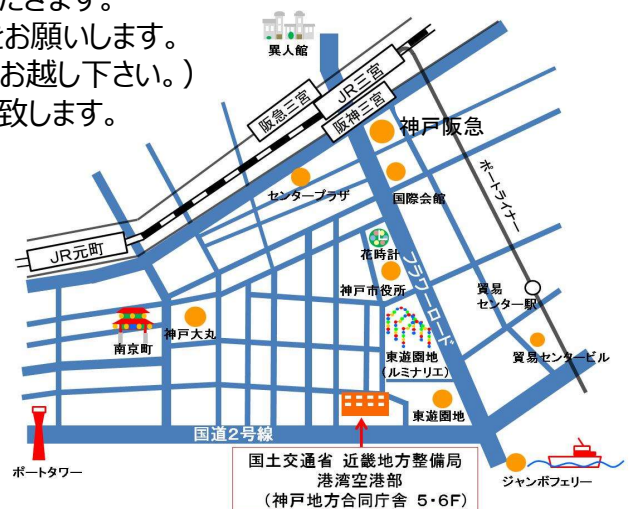 だきます。
をお願いします。
お越し下さい。）
致します。
異人館
阪急三宮
JR三宮
阪神三宮
神戸阪急
ポートライナー
センタープラザ
国際会館
JR元町
花時計
神戸市役所
フラワーロード
貿易
センター駅
南京町
神戸大丸
東遊園地
（ルミナリエ）
貿易センタービル
東遊園地
国道2号線
ポートタワー
国土交通省 近畿地方整備局
港湾空港部
（神戸地方合同庁舎 5・6F）
ジャンボフェリー